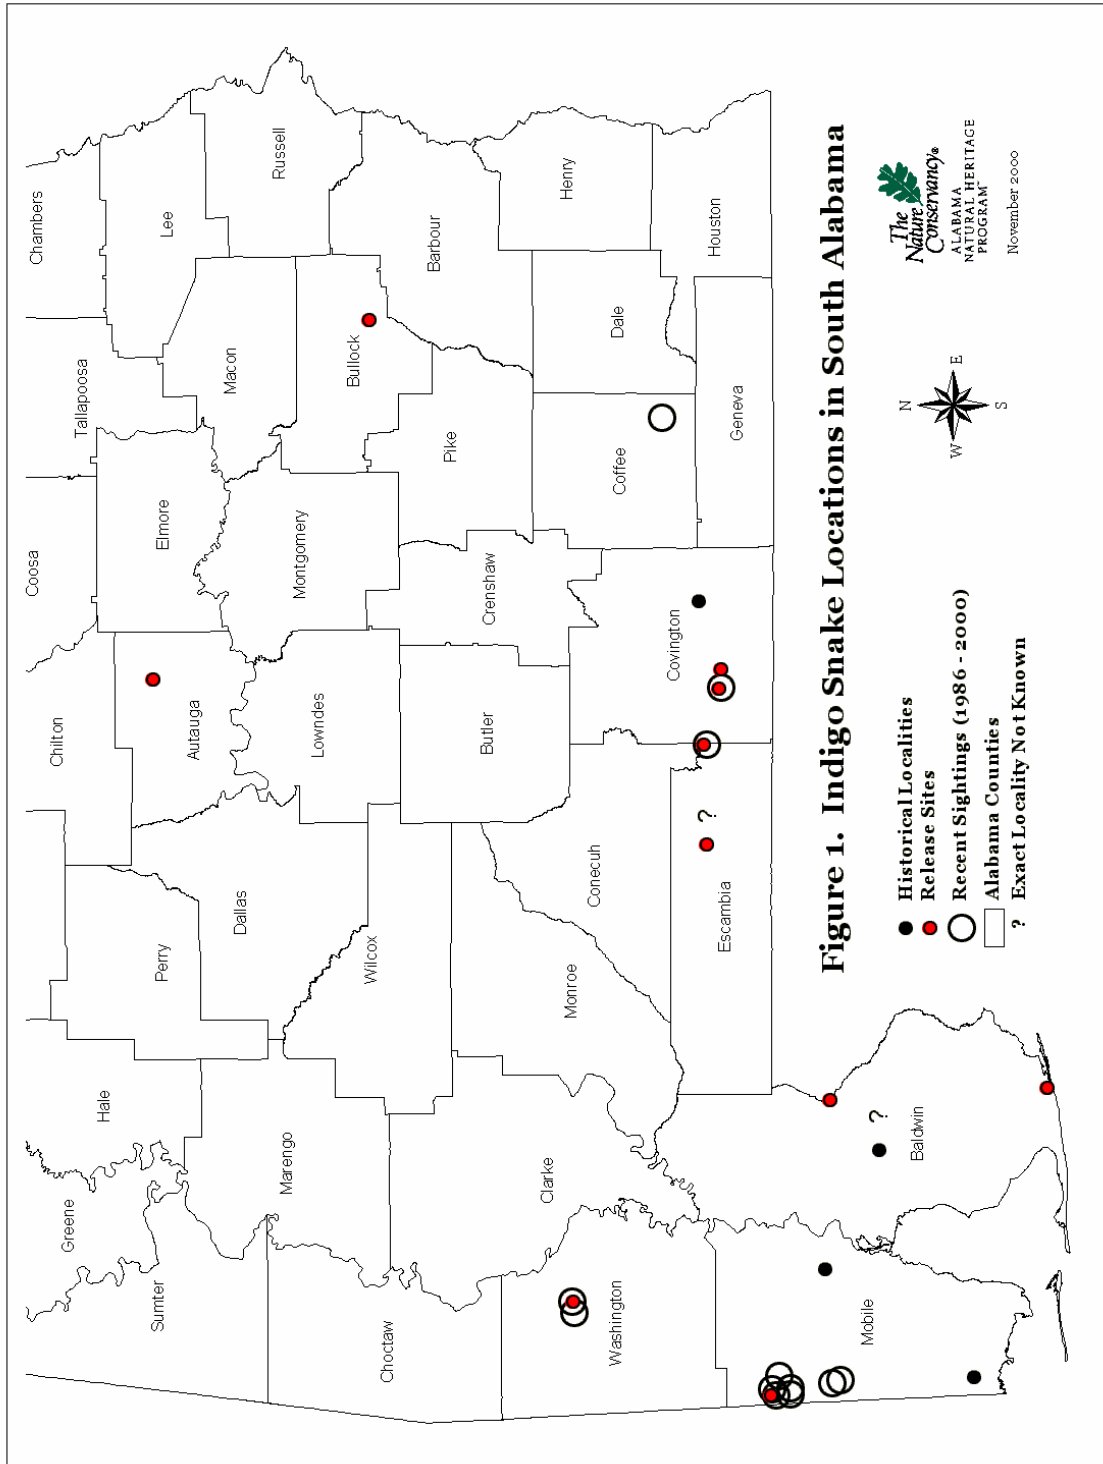 Chambers
Tallapoosa
Coosa
Chilton
Hale
Greene
Sumter
Lee
Russell
Macon
Elmore
Autauga
Perry
Dallas
Marengo
Bullock
Montgomery
Lowndes
Wilcox
Choctaw
Barbour
Pike
Crenshaw
Butler
Monroe
Clarke
Washington
Henry
Dale
Coffee
Covington
Conecuh
Houston
Geneva
?
Escambia
Mobile
?
Baldwin
Figure 1. Indigo Snake Locations in South Alabama
Historical Localities
Release Sites
Recent Sightings (1986 - 2000)
Alabama Counties
? Exact Locality Not Known
N
W E
S
The
Nature
Conservancy®
ALABAMA
NATURAL HERITAGE
PROGRAM™
November 2000